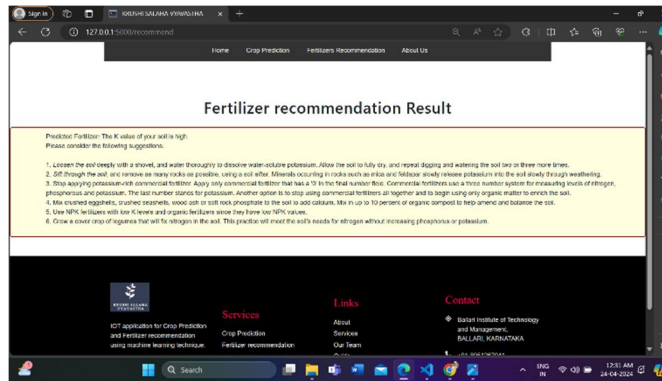 Sign in
KRUSHI SALAHA VYAVASTHA
127.0.0.1:5000/recommend
Home Crop Prediction Fertilizers Recommendation About Us
Fertilizer recommendation Result
Predicted Fertilizer: The K value of your soil is high.
Please consider the following suggestions:
1. Loosen the soil deeply with a shovel, and water thoroughly to dissolve water-soluble potassium. Allow the soil to fully dry, and repeat digging and watering the soil two or three more times.
2. Sift through the soil, and remove as many rocks as possible, using a soil sifter. Minerals occurring in rocks such as mica and feldspar slowly release potassium into the soil slowly through weathering.
3. Stop applying potassium-rich commercial fertilizer. Apply only commercial fertilizer that has a '0' in the final number field. Commercial fertilizers use a three number system for measuring levels of nitrogen,
phosphorous and potassium. The last number stands for potassium. Another option is to stop using commercial fertilizers all together and to begin using only organic matter to enrich the soil.
4. Mix crushed eggshells, crushed seashells, wood ash or soft rock phosphate to the soil to add calcium. Mix in up to 10 percent of organic compost to help amend and balance the soil.
5. Use NPK fertilizers with low K levels and organic fertilizers since they have low NPK values.
6. Grow a cover crop of legumes that will fix nitrogen in the soil. This practice will meet the soil's needs for nitrogen without increasing phosphorus or potassium.
KRUSHI SALAHA
VYAVASTHA
IOT application for Crop Prediction
and Fertilizer recommendation
using machine learning technique.
Services
Crop Prediction
Fertilizer recommendation
Links
About
Services
Our Team
Contact
Ballari Institute of Technology
and Management,
BALLARI, KARNATAKA
Search
ENG
IN
12:31 AM
24-04-2024